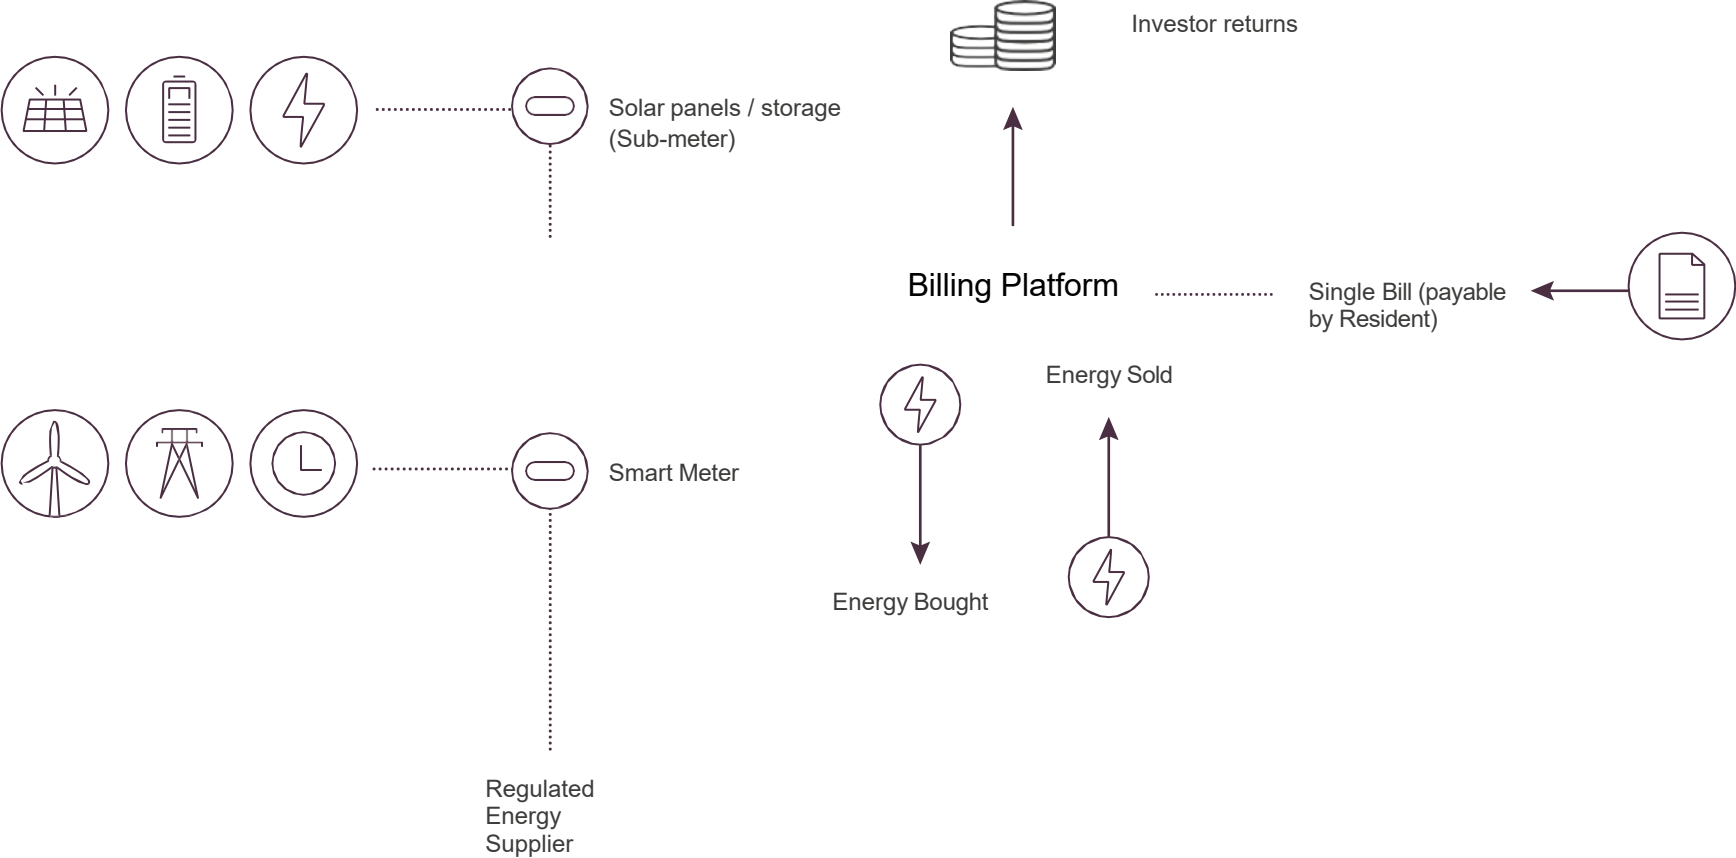 Investor returns
Solar panels / storage
(Sub-meter)
Billing Platform
Single Bill (payable
by Resident)
Energy Sold
Smart Meter
Energy Bought
Regulated
Energy
Supplier